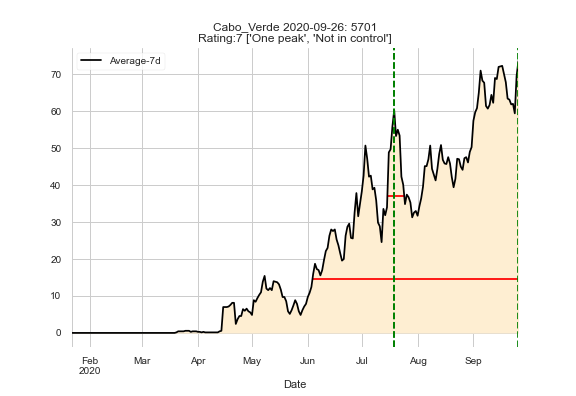 Cabo_Verde 2020-09-26: 5701
Rating:7 ['One peak', 'Not in control']
Average-7d
70
60
50
40
30
20
10
0
Feb Mar Apr May Jun Jul Aug Sep
2020
Date